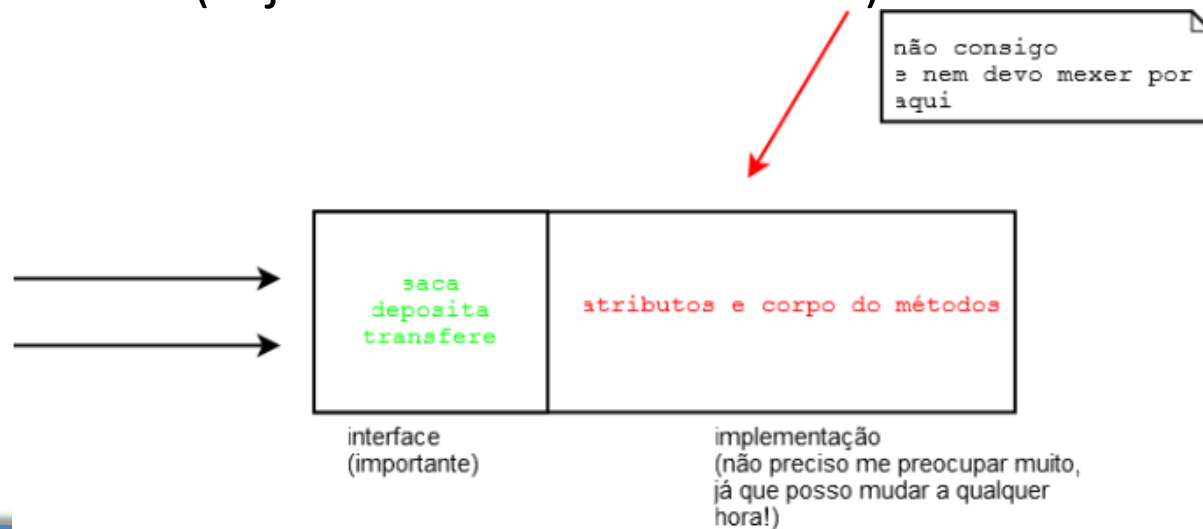 não consigo
e nem devo mexer por
aqui
saca
deposita
transfere
atributos e corpo do métodos
interface
(importante)
implementação
(não preciso me preocupar muito,
já que posso mudar a qualquer
hora!)